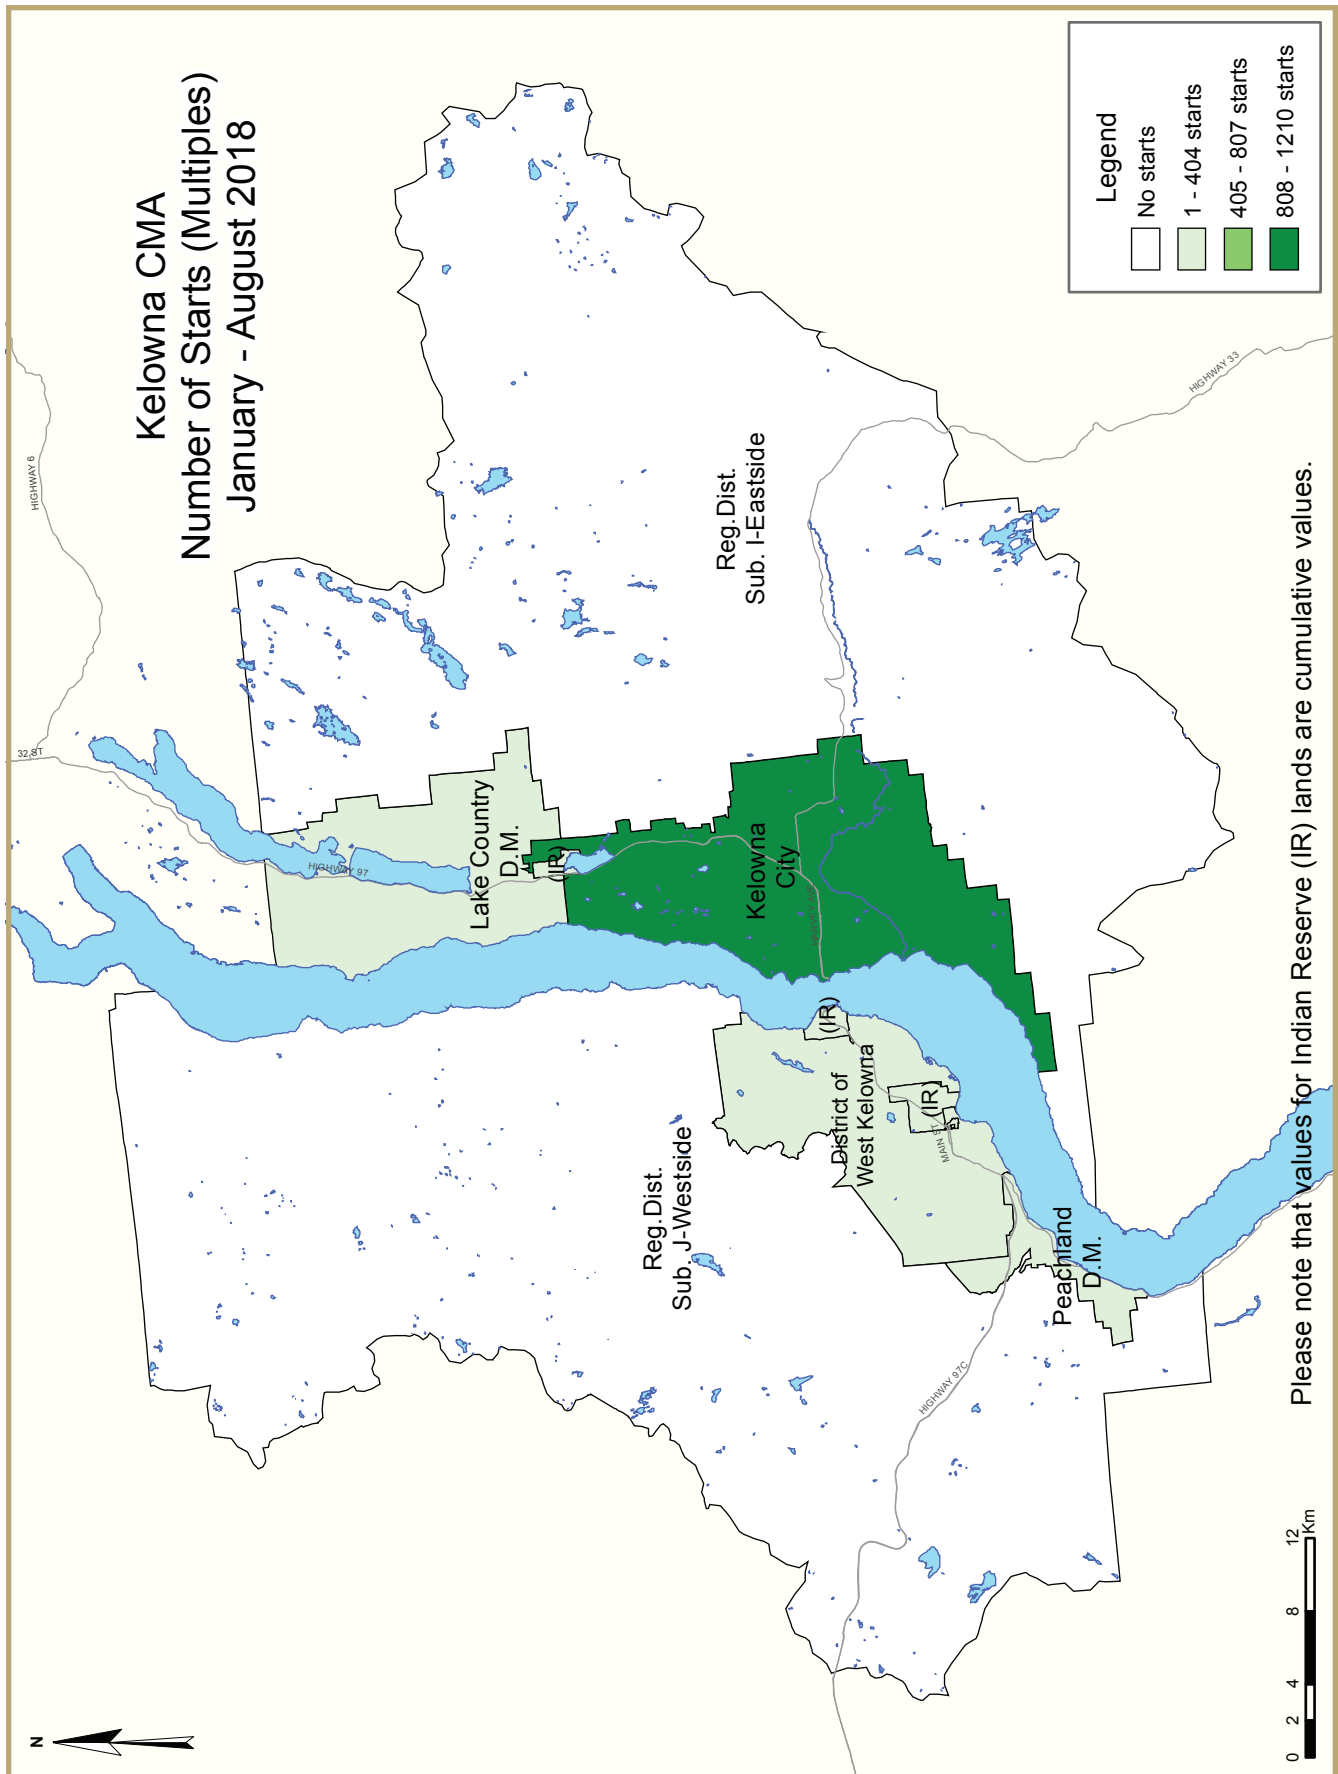 Kelowna CMA
Number of Starts (Multiples)
January - August 2018
N
HIGHWAY 6
32 ST
HIGHWAY 97
Lake Country
D.M.
(IR)
Reg.Dist.
Sub. I-Eastside
Kelowna
City
(IR)
District of
West Kelowna
(IR)
MAIN ST
Reg.Dist.
Sub. J-Westside
Peachland
D.M.
HIGHWAY 97C
HIGHWAY 33
Legend
No starts
1 - 404 starts
405 - 807 starts
808 - 1210 starts
0 2 4 8 12
Km
Please note that values for Indian Reserve (IR) lands are cumulative values.